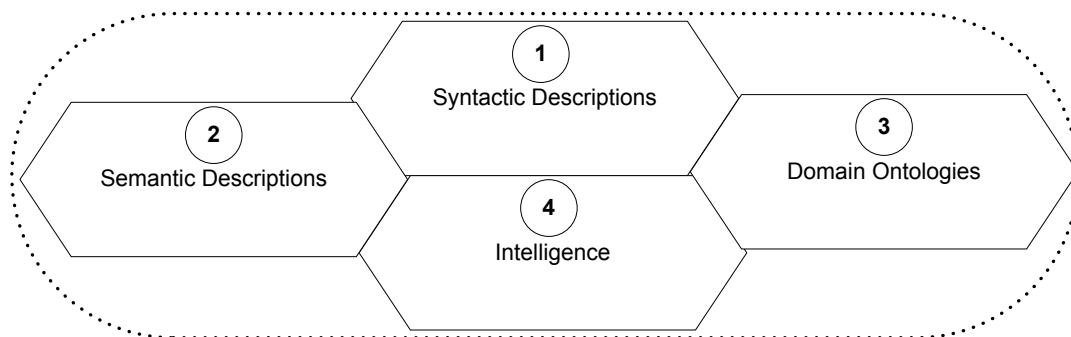 1
Syntactic Descriptions
2
Semantic Descriptions
3
Domain Ontologies
4
Intelligence